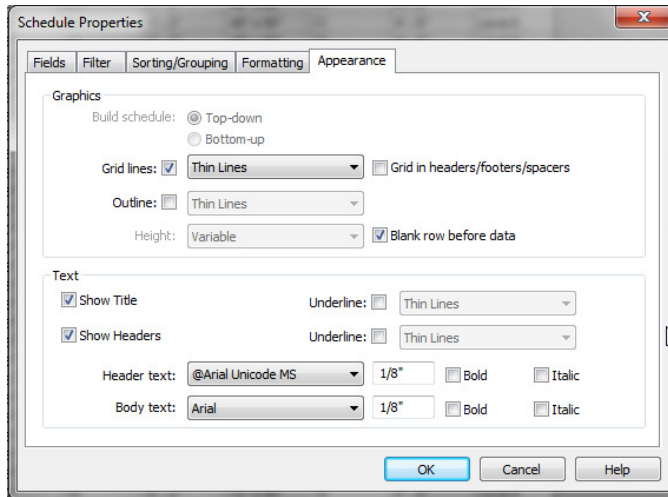 Schedule Properties
Fields Filter Sorting/Grouping Formatting Appearance
Graphics
Build schedule: Top-down
Bottom-up
Grid lines: Thin Lines Grid in headers/footers/spacers
Outline: Thin Lines
Height: Variable Blank row before data
Text
Show Title Underline: Thin Lines
Show Headers Underline: Thin Lines
Header text: @Arial Unicode MS 1/8" Bold Italic
Body text: Arial 1/8" Bold Italic
OK Cancel Help